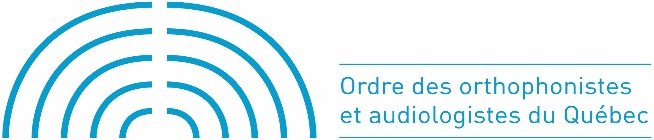 Ordre des orthophonistes
et audiologistes du Québec